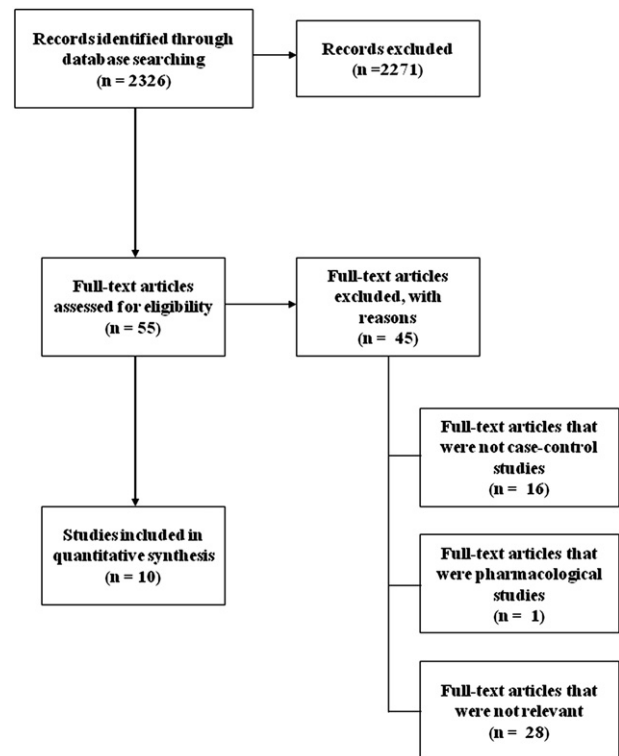 Records identified through
database searching
(n = 2326)
Records excluded
(n =2271)
Full-text articles
assessed for eligibility
(n = 55)
Full-text articles
excluded, with
reasons
(n = 45)
Full-text articles that
were not case-control
studies
(n = 16)
Studies included in
quantitative synthesis
(n = 10)
Full-text articles that
were pharmacological
studies
(n = 1)
Full-text articles that
were not relevant
(n = 28)